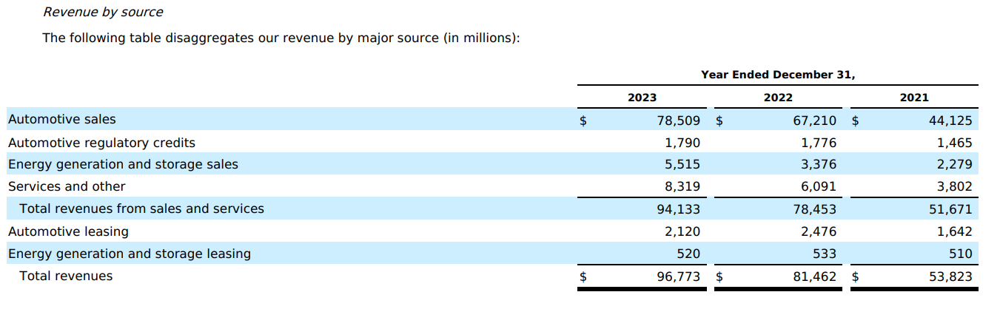 Revenue by source
The following table disaggregates our revenue by major source (in millions):
Year Ended December 31,
2023 2022 2021
Automotive sales $ 78,509 $ 67,210 $ 44,125
Automotive regulatory credits 1,790 1,776 1,465
Energy generation and storage sales 5,515 3,376 2,279
Services and other 8,319 6,091 3,802
Total revenues from sales and services 94,133 78,453 51,671
Automotive leasing 2,120 2,476 1,642
Energy generation and storage leasing 520 533 510
Total revenues $ 96,773 $ 81,462 $ 53,823